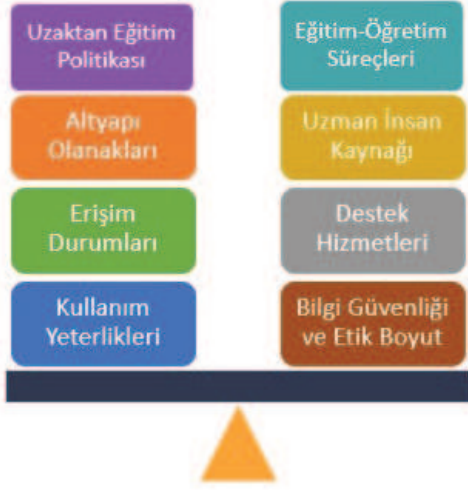 Uzaktan Eğitim
Politikası
Eğitim-Öğretim
Süreçleri
Altyapı
Olanakları
Uzman İnsan
Kaynağı
Erişim
Durumları
Destek
Hizmetleri
Kullanım
Yeterlikleri
Bilgi Güvenliği
ve Etik Boyut